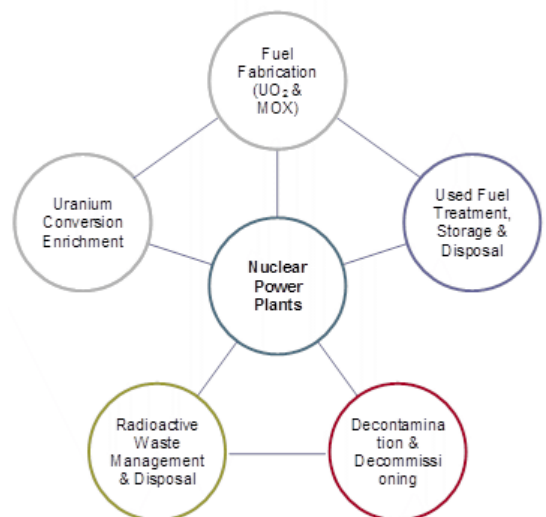 Fuel
Fabrication
(UO₂ &
MOX)
Uranium
Conversion
Enrichment
Used Fuel
Treatment,
Storage &
Disposal
Nuclear
Power
Plants
Radioactive
Waste
Management
& Disposal
Decontamina
tion &
Decommissi
oning